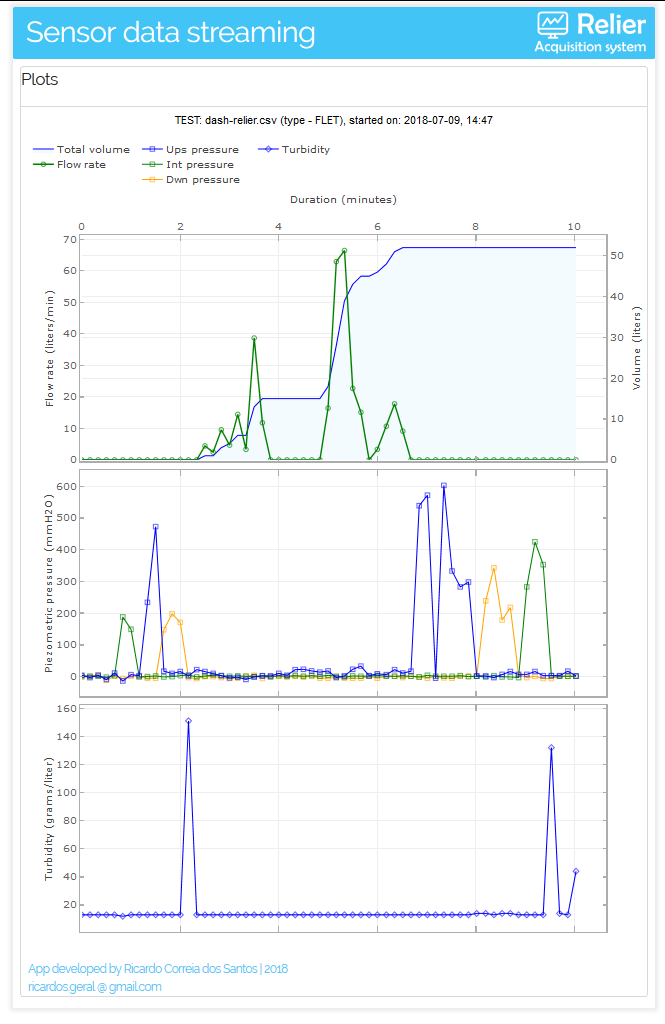 Sensor data streaming
Relier
Acquisition system
Plots
TEST: dash-relier.csv (type - FLET), started on: 2018-07-09, 14:47
Total volume Ups pressure Turbidity
Flow rate Int pressure
Dwn pressure
Duration (minutes)
0 2 4 6 8 10
Flow rate (liters/min)
70
60
50
40
30
20
10
0
50
40
30
20
10
0
Volume (liters)
Piezometric pressure (mmH2O)
600
500
400
300
200
100
0
Turbidity (grams/liter)
160
140
120
100
80
60
40
20
App developed by Ricardo Correia dos Santos | 2018
ricardos.geral @ gmail.com